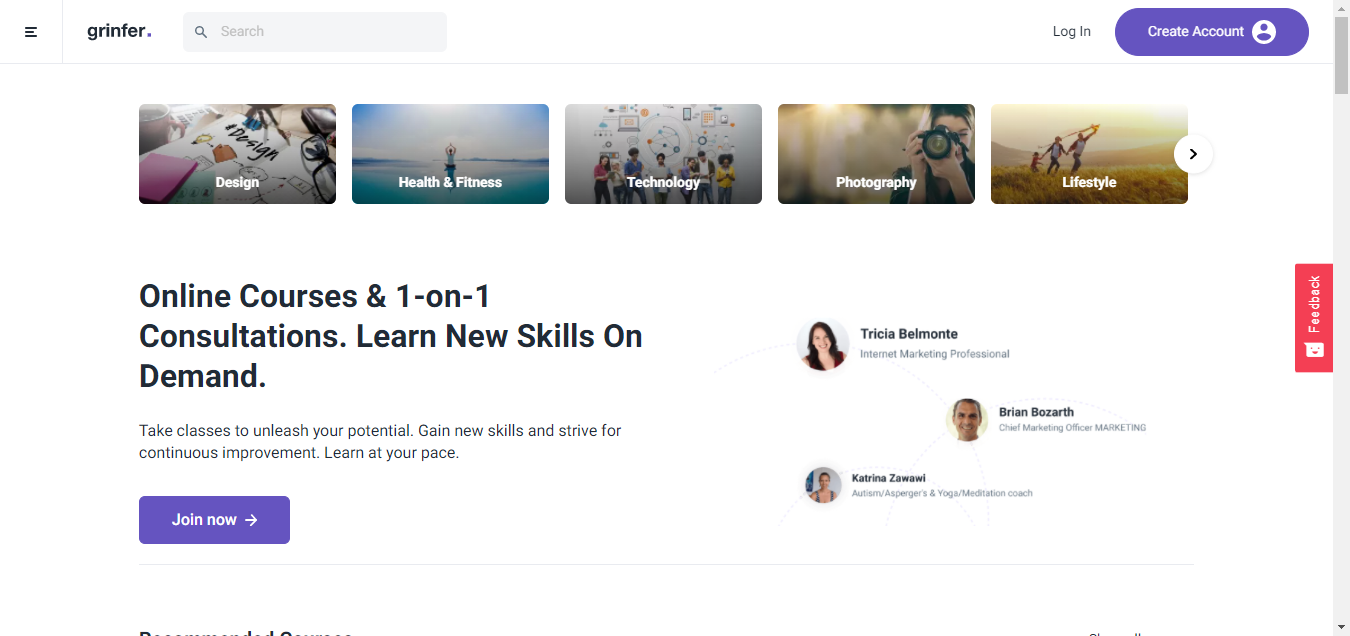 grinfer.
Search
Log In
Create Account
#Design
Design
Health & Fitness
Technology
Photography
Lifestyle
Online Courses & 1-on-1
Consultations. Learn New Skills On
Demand.
Take classes to unleash your potential. Gain new skills and strive for
continuous improvement. Learn at your pace.
Join now
Tricia Belmonte
Internet Marketing Professional
Brian Bozarth
Chief Marketing Officer MARKETING
Katrina Zawawi
Autism/Asperger's & Yoga/Meditation coach
Feedback
Recommended Courses